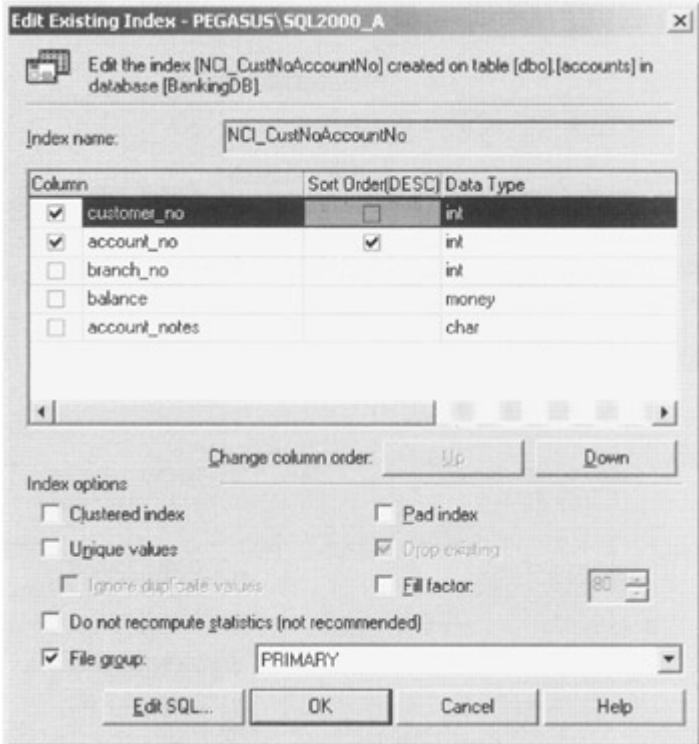 Edit Existing Index - PEGASUS\SQL2000_A
Edit the index [NCI_CustNoAccountNo] created on table [dbo].[accounts] in
database [BankingDB].
Index name: NCI_CustNoAccountNo
Column Sort Order(DESC) Data Type
customer_no int
account_no int
branch_no int
balance money
account_notes char
Change column order: Up Down
Index options
Clustered index Pad index
Unique values Drop existing
Ignore duplicate values Fill factor: 80
Do not recompute statistics (not recommended)
File group: PRIMARY
Edit SQL... OK Cancel Help